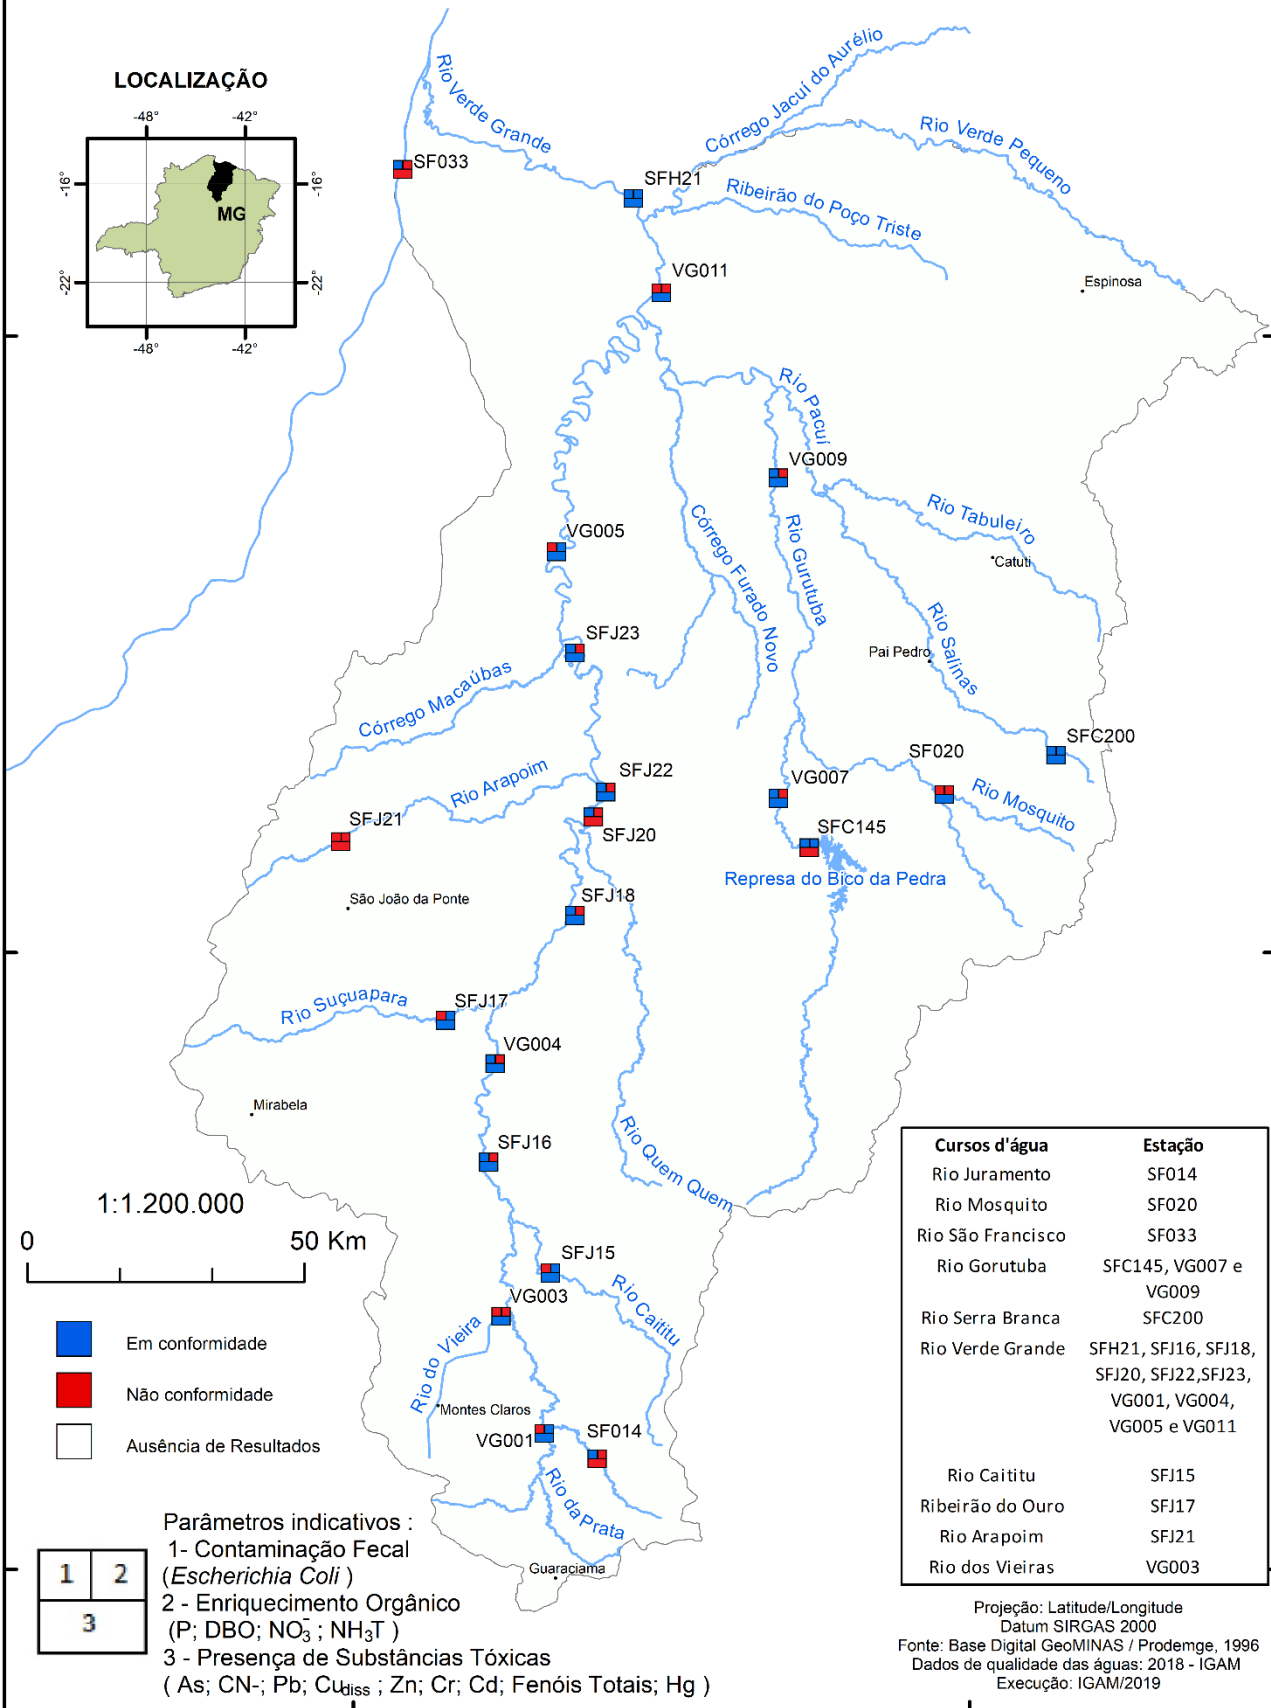 LOCALIZAÇÃO
-48°
-42°
-16°
-16°
MG
-22°
-22°
-48°
-42°
Rio Verde Grande
Córrego Jacuí do Aurélio
Rio Verde Pequeno
SF033
SFH21
Ribeirão do Poço Triste
VG011
Espinosa
Rio Pacuí
VG009
Rio Tabuleiro
VG005
Córrego Furado Novo
Rio Gurutuba
Catuti
SFJ23
Rio Salinas
Pai Pedro
Córrego Macaúbas
SFC200
SF020
SFJ22
VG007
Rio Arapoim
Rio Mosquito
SFJ21
SFJ20
SFC145
Represa do Bico da Pedra
SFJ18
São João da Ponte
Rio Suçuapara
SFJ17
VG004
Mirabela
SFJ16
Rio Quem Quem
1:1.200.000
0
50 Km
SFJ15
VG003
Rio Caititu
Rio do Vieira
Montes Claros
VG001
SF014
Rio da Prata
Guaraciama
Em conformidade
Não conformidade
Ausência de Resultados
Parâmetros indicativos :
1- Contaminação Fecal
(Escherichia Coli )
2 - Enriquecimento Orgânico
(P; DBO; NO₃⁻ ; NH₃T )
3 - Presença de Substâncias Tóxicas
( As; CN-; Pb; Cudiss ; Zn; Cr; Cd; Fenóis Totais; Hg )
1 2
3
Cursos d'água Estação
Rio Juramento SF014
Rio Mosquito SF020
Rio São Francisco SF033
Rio Gorutuba SFC145, VG007 e
VG009
Rio Serra Branca SFC200
Rio Verde Grande SFH21, SFJ16, SFJ18,
SFJ20, SFJ22,SFJ23,
VG001, VG004,
VG005 e VG011
Rio Caititu SFJ15
Ribeirão do Ouro SFJ17
Rio Arapoim SFJ21
Rio dos Vieiras VG003
Projeção: Latitude/Longitude
Datum SIRGAS 2000
Fonte: Base Digital GeoMINAS / Prodemge, 1996
Dados de qualidade das águas: 2018 - IGAM
Execução: IGAM/2019